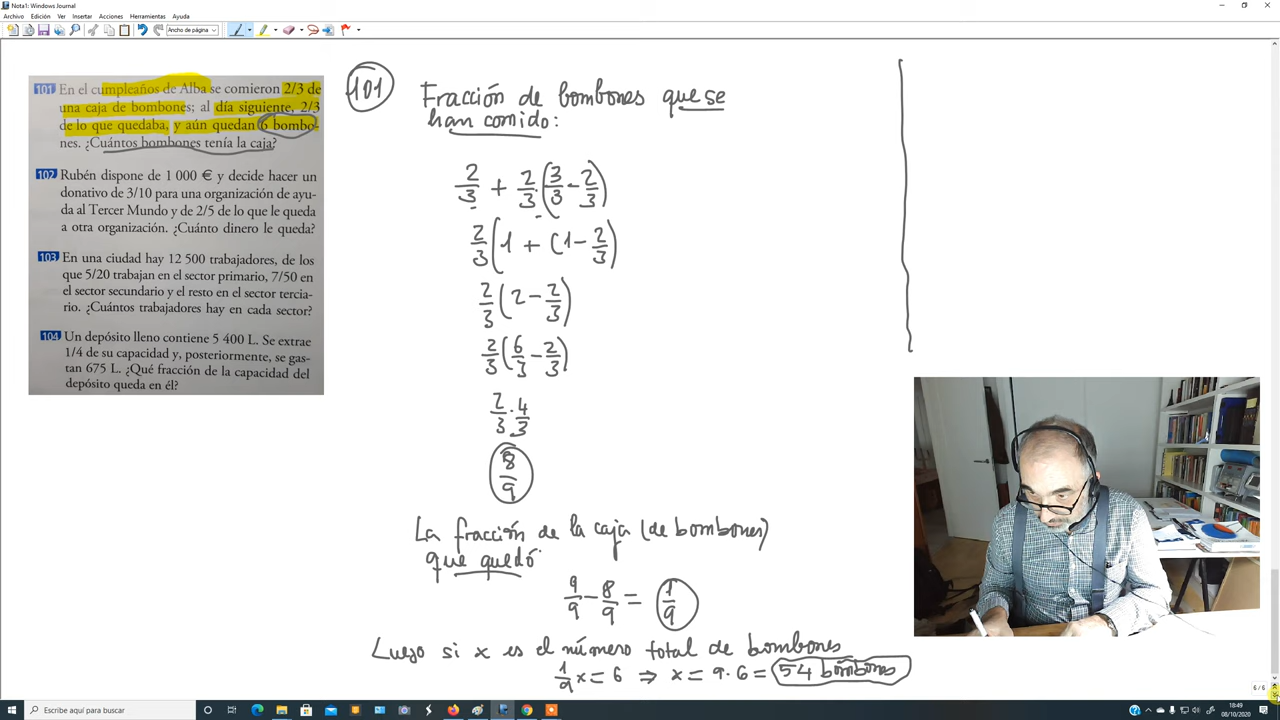 Nota1: Windows Journal
Archivo Edición Ver Insertar Acciones Herramientas Ayuda
Ancho de página
101 En el cumpleaños de Alba se comieron 2/3 de
una caja de bombones; al día siguiente, 2/3
de lo que quedaba, y aún quedan 6 bombo-
nes. ¿Cuántos bombones tenía la caja?
102 Rubén dispone de 1 000 € y decide hacer un
donativo de 3/10 para una organización de ayu-
da al Tercer Mundo y de 2/5 de lo que le queda
a otra organización. ¿Cuánto dinero le queda?
103 En una ciudad hay 12 500 trabajadores, de los
que 5/20 trabajan en el sector primario, 7/50 en
el sector secundario y el resto en el sector tercia-
rio. ¿Cuántos trabajadores hay en cada sector?
104 Un depósito lleno contiene 5 400 L. Se extrae
1/4 de su capacidad y, posteriormente, se gas-
tan 675 L. ¿Qué fracción de la capacidad del
depósito queda en él?
101 Fracción de bombones que se
han comido:
2/3 + 2/3 · (3/3 − 2/3)
2/3 (1 + (1 − 2/3)
2/3 (2 − 2/3)
2/3 (6/3 − 2/3)
2/3 · 4/3
8/9
La fracción de la caja (de bombones)
que quedó
9/9 − 8/9 = 1/9
Luego si x es el número total de bombones
1/9 x = 6 ⇒ x = 9 · 6 = 54 bombones
6 / 6
Escribe aquí para buscar
18:49
08/10/2020